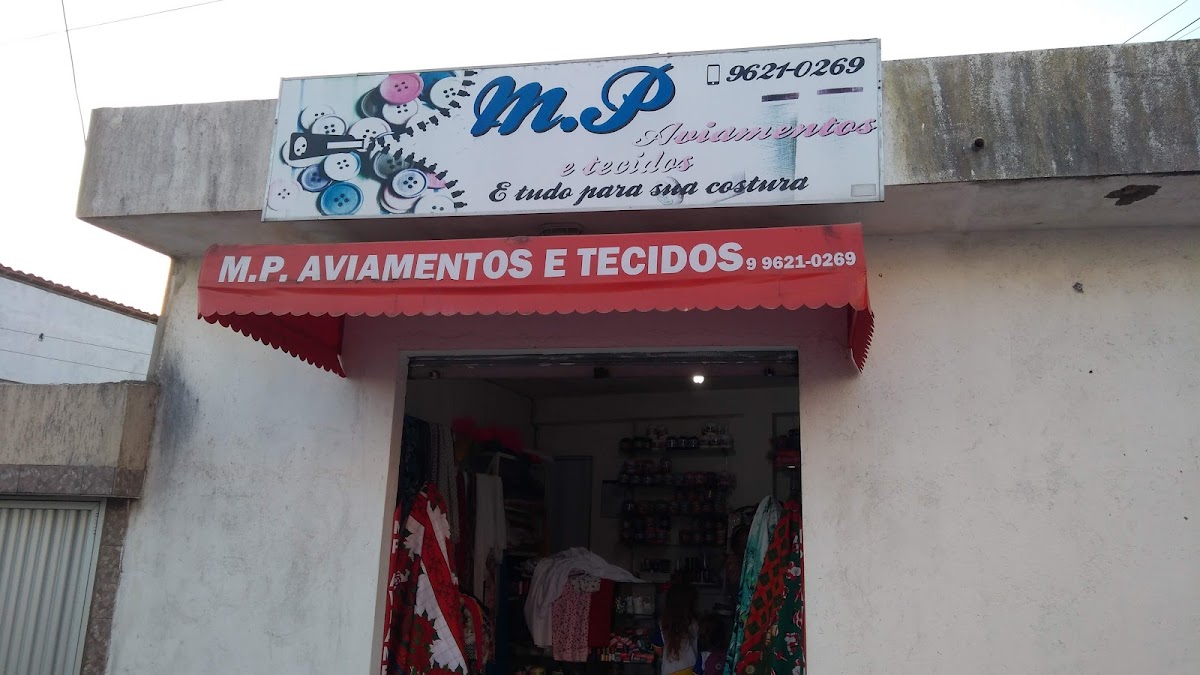 9621-0269
M.P
Aviamentos
e tecidos
E tudo para sua costura
M.P. AVIAMENTOS E TECIDOS 9 9621-0269